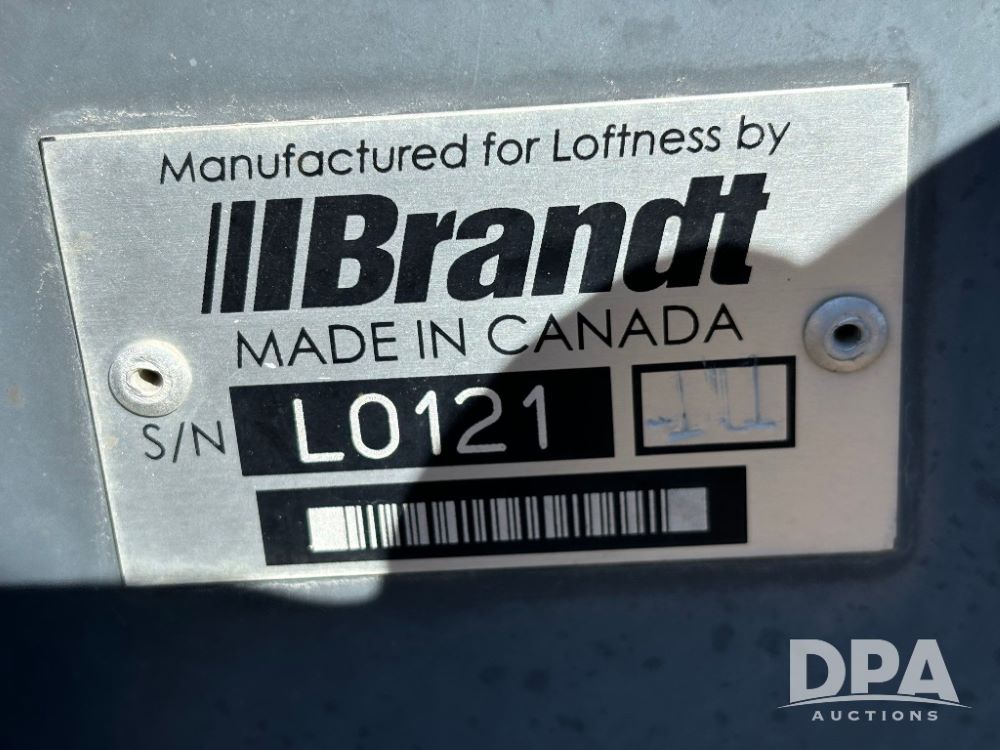 Manufactured for Loftness by
Brandt
MADE IN CANADA
S/N L0121
DPA
AUCTIONS